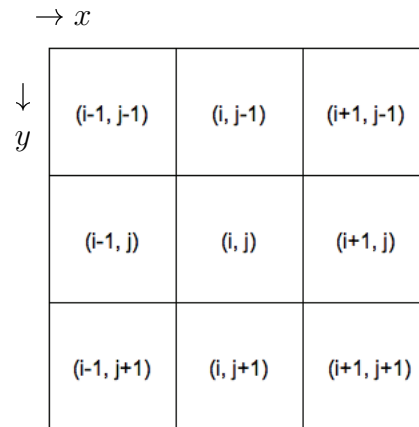 → x
↓
y
(i-1, j-1) (i, j-1) (i+1, j-1)
(i-1, j) (i, j) (i+1, j)
(i-1, j+1) (i, j+1) (i+1, j+1)